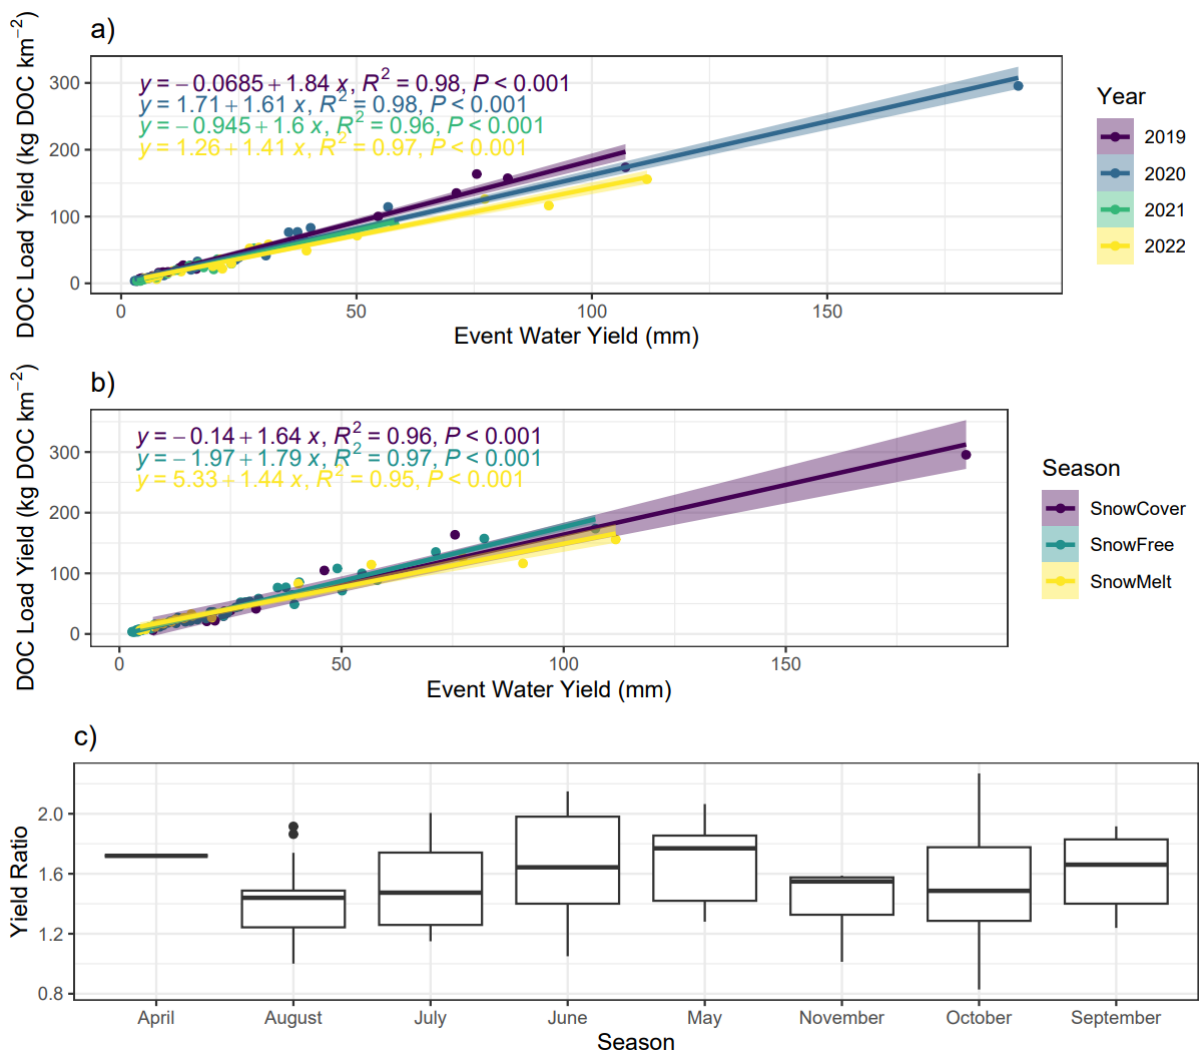 a)
DOC Load Yield (kg DOC km⁻²)
300
200
100
0
y = −0.0685 + 1.84 x, R² = 0.98, P < 0.001
y = 1.71 + 1.61 x, R² = 0.98, P < 0.001
y = −0.945 + 1.6 x, R² = 0.96, P < 0.001
y = 1.26 + 1.41 x, R² = 0.97, P < 0.001
0 50 100 150
Event Water Yield (mm)
Year
2019
2020
2021
2022
b)
DOC Load Yield (kg DOC km⁻²)
300
200
100
0
y = −0.14 + 1.64 x, R² = 0.96, P < 0.001
y = −1.97 + 1.79 x, R² = 0.97, P < 0.001
y = 5.33 + 1.44 x, R² = 0.95, P < 0.001
0 50 100 150
Event Water Yield (mm)
Season
SnowCover
SnowFree
SnowMelt
c)
Yield Ratio
2.0
1.6
1.2
0.8
April August July June May November October September
Season